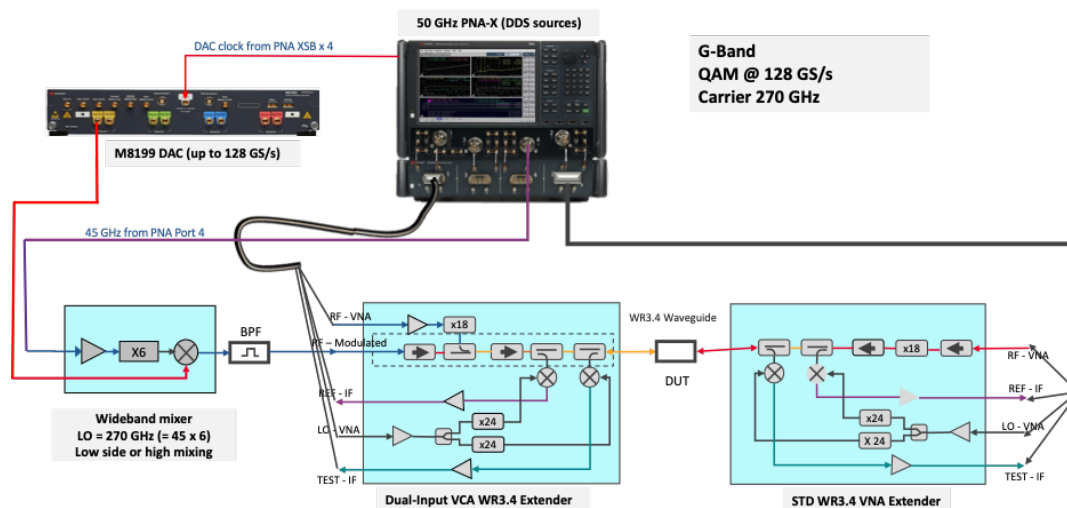 50 GHz PNA-X (DDS sources)
DAC clock from PNA XSB x 4
G-Band
QAM @ 128 GS/s
Carrier 270 GHz
M8199 DAC (up to 128 GS/s)
45 GHz from PNA Port 4
X6
BPF
Wideband mixer
LO = 270 GHz (= 45 x 6)
Low side or high mixing
RF - VNA
x18
RF – Modulated
REF - IF
LO - VNA
x24
x24
TEST - IF
Dual-Input VCA WR3.4 Extender
WR3.4 Waveguide
DUT
x18
RF - VNA
REF - IF
x24
LO - VNA
X 24
TEST - IF
STD WR3.4 VNA Extender